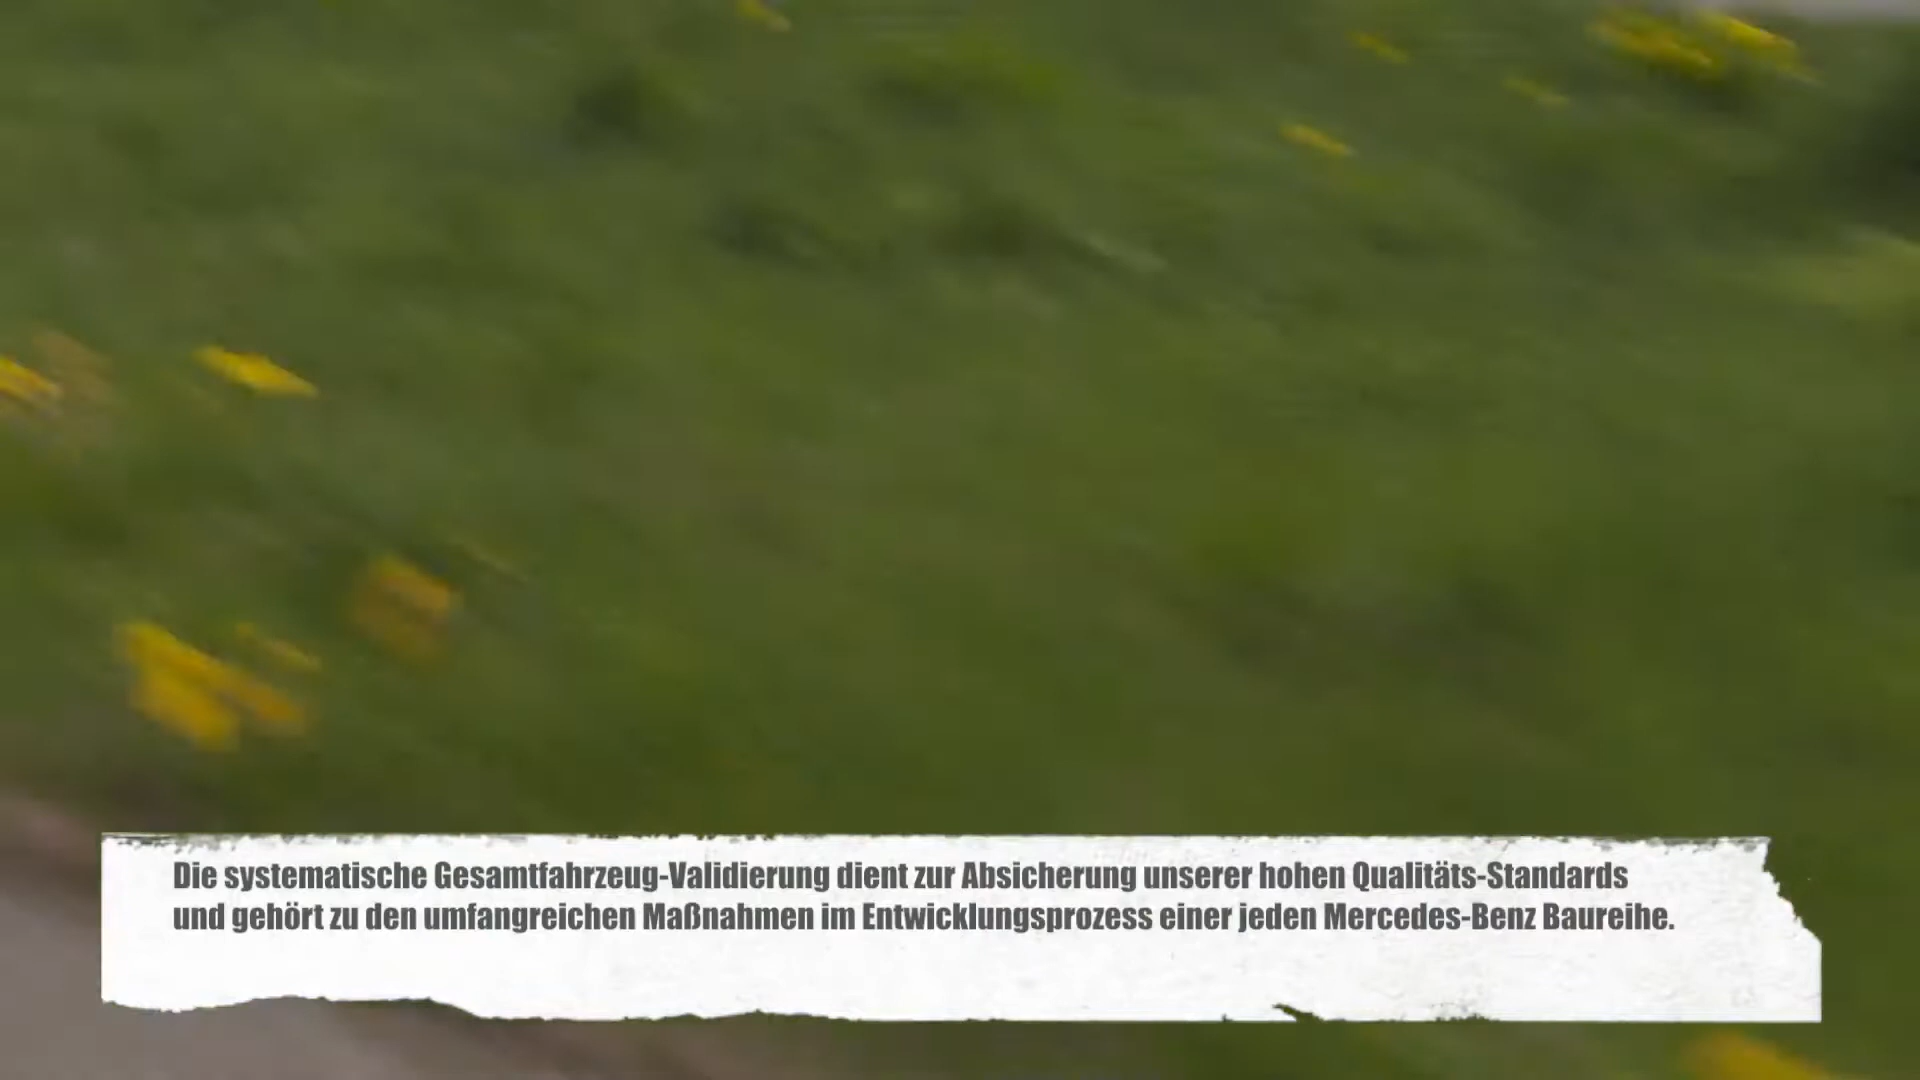 Die systematische Gesamtfahrzeug-Validierung dient zur Absicherung unserer hohen Qualitäts-Standards
und gehört zu den umfangreichen Maßnahmen im Entwicklungsprozess einer jeden Mercedes-Benz Baureihe.